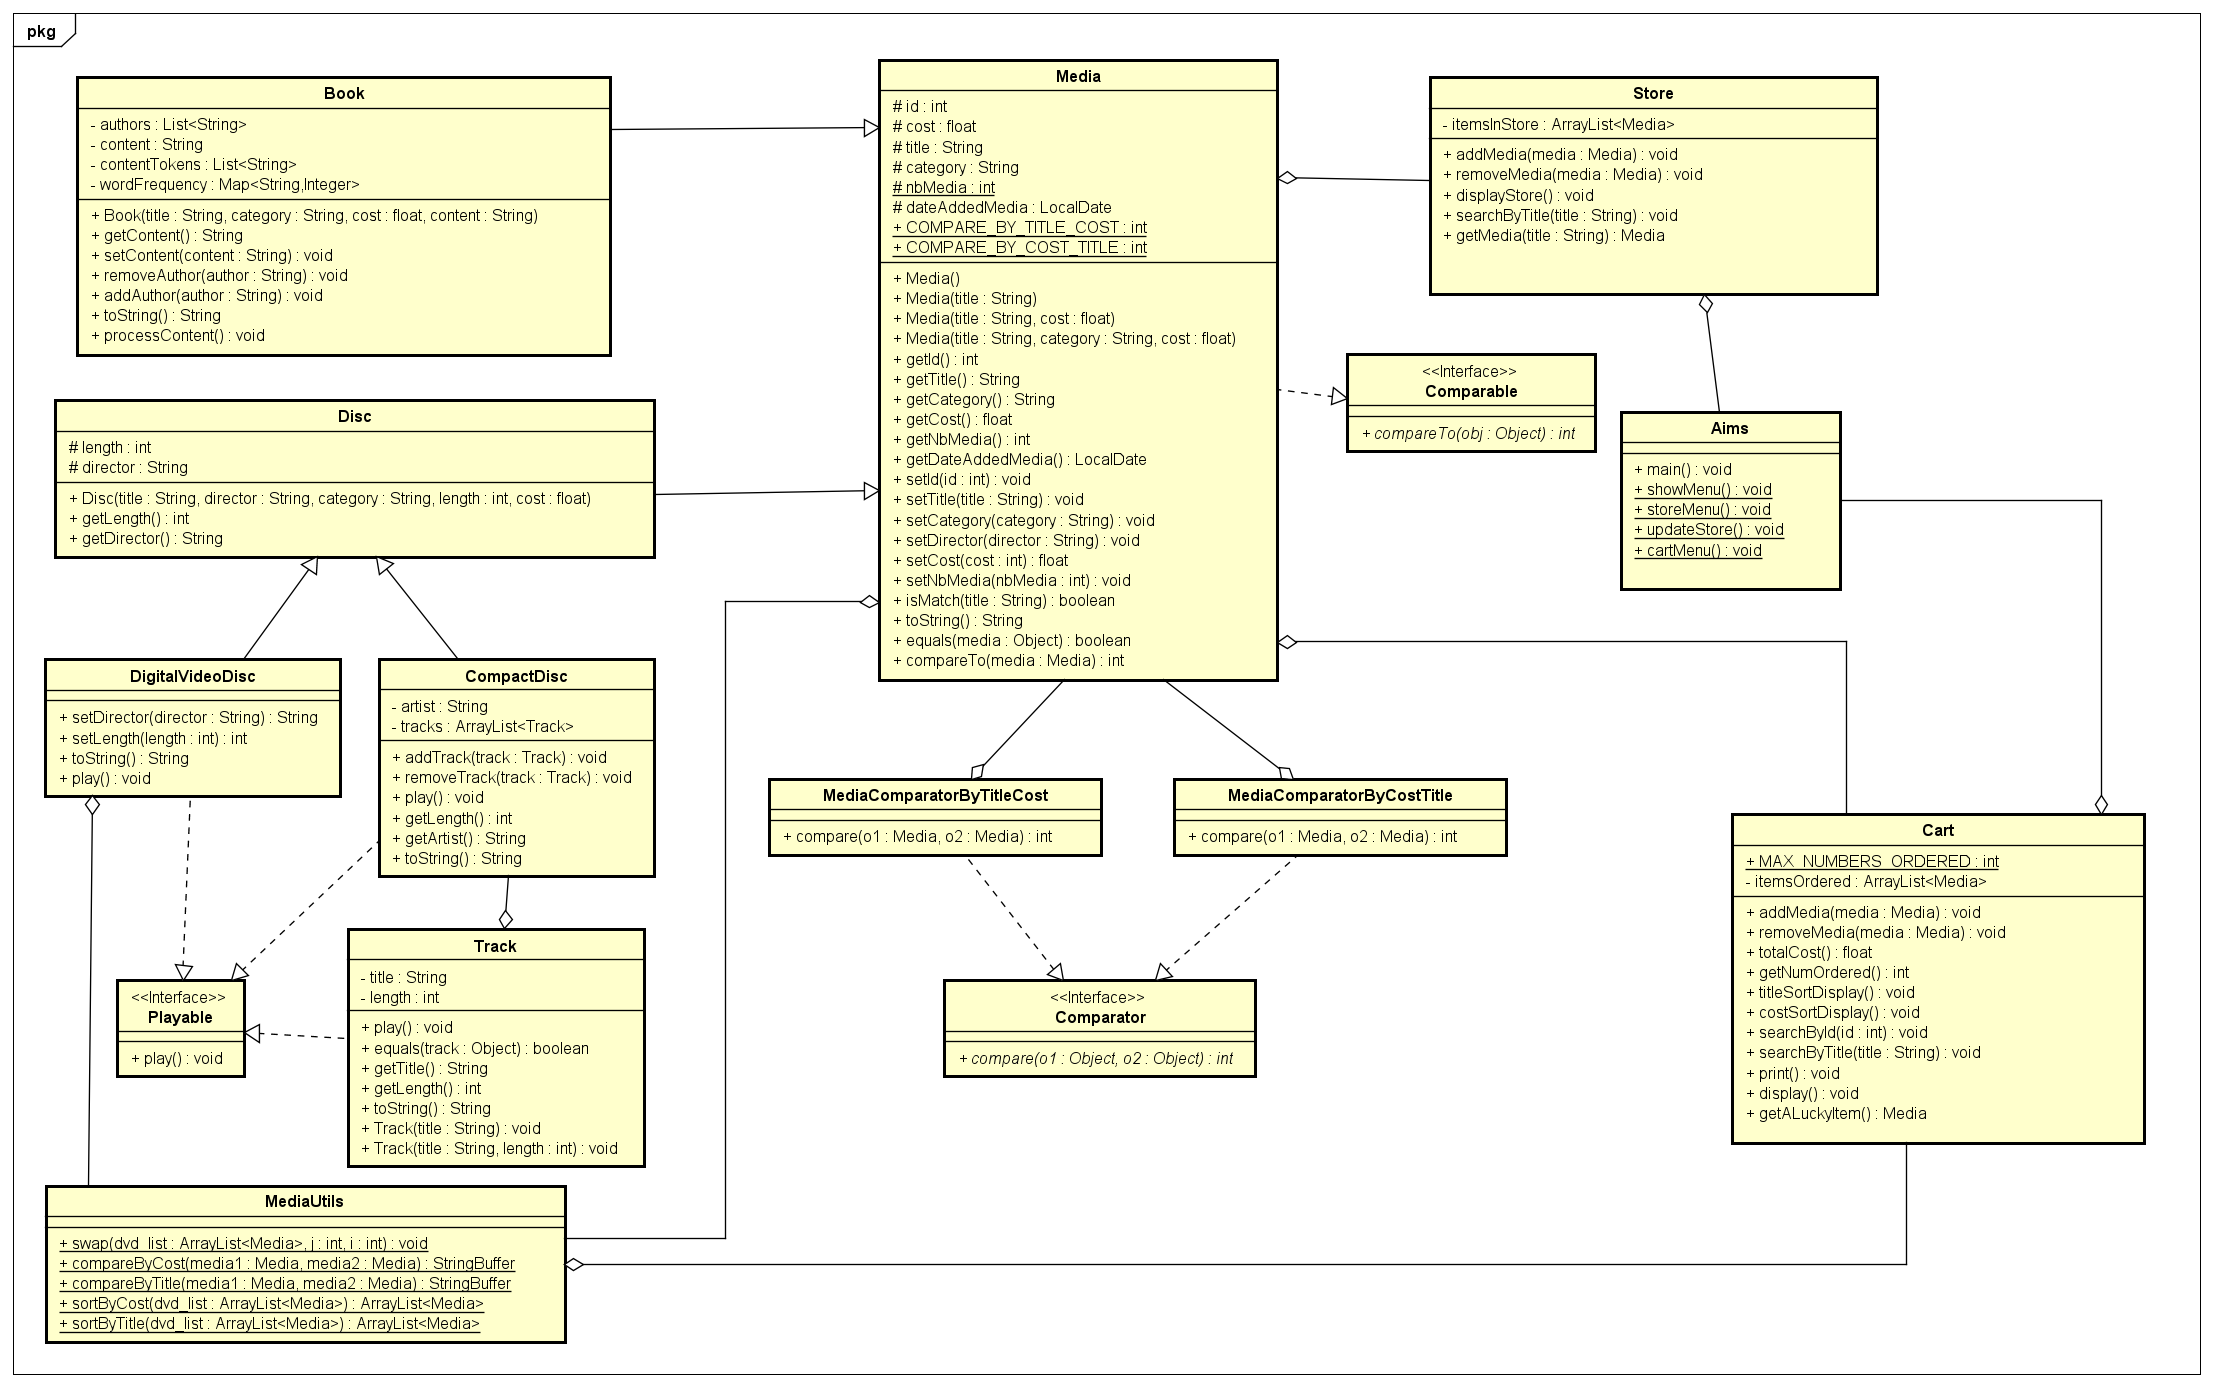 pkg
Book
- authors : List<String>
- content : String
- contentTokens : List<String>
- wordFrequency : Map<String,Integer>
+ Book(title : String, category : String, cost : float, content : String)
+ getContent() : String
+ setContent(content : String) : void
+ removeAuthor(author : String) : void
+ addAuthor(author : String) : void
+ toString() : String
+ processContent() : void
Media
# id : int
# cost : float
# title : String
# category : String
# nbMedia : int
# dateAddedMedia : LocalDate
+ COMPARE_BY_TITLE_COST : int
+ COMPARE_BY_COST_TITLE : int
+ Media()
+ Media(title : String)
+ Media(title : String, cost : float)
+ Media(title : String, category : String, cost : float)
+ getId() : int
+ getTitle() : String
+ getCategory() : String
+ getCost() : float
+ getNbMedia() : int
+ getDateAddedMedia() : LocalDate
+ setId(id : int) : void
+ setTitle(title : String) : void
+ setCategory(category : String) : void
+ setDirector(director : String) : void
+ setCost(cost : int) : float
+ setNbMedia(nbMedia : int) : void
+ isMatch(title : String) : boolean
+ toString() : String
+ equals(media : Object) : boolean
+ compareTo(media : Media) : int
Store
- itemsInStore : ArrayList<Media>
+ addMedia(media : Media) : void
+ removeMedia(media : Media) : void
+ displayStore() : void
+ searchByTitle(title : String) : void
+ getMedia(title : String) : Media
<<Interface>>
Comparable
+ compareTo(obj : Object) : int
Aims
+ main() : void
+ showMenu() : void
+ storeMenu() : void
+ updateStore() : void
+ cartMenu() : void
Disc
# length : int
# director : String
+ Disc(title : String, director : String, category : String, length : int, cost : float)
+ getLength() : int
+ getDirector() : String
DigitalVideoDisc
+ setDirector(director : String) : String
+ setLength(length : int) : int
+ toString() : String
+ play() : void
CompactDisc
- artist : String
- tracks : ArrayList<Track>
+ addTrack(track : Track) : void
+ removeTrack(track : Track) : void
+ play() : void
+ getLength() : int
+ getArtist() : String
+ toString() : String
MediaComparatorByTitleCost
+ compare(o1 : Media, o2 : Media) : int
MediaComparatorByCostTitle
+ compare(o1 : Media, o2 : Media) : int
Cart
+ MAX_NUMBERS_ORDERED : int
- itemsOrdered : ArrayList<Media>
+ addMedia(media : Media) : void
+ removeMedia(media : Media) : void
+ totalCost() : float
+ getNumOrdered() : int
+ titleSortDisplay() : void
+ costSortDisplay() : void
+ searchById(id : int) : void
+ searchByTitle(title : String) : void
+ print() : void
+ display() : void
+ getALuckyItem() : Media
Track
- title : String
- length : int
+ play() : void
+ equals(track : Object) : boolean
+ getTitle() : String
+ getLength() : int
+ toString() : String
+ Track(title : String) : void
+ Track(title : String, length : int) : void
<<Interface>>
Playable
+ play() : void
<<Interface>>
Comparator
+ compare(o1 : Object, o2 : Object) : int
MediaUtils
+ swap(dvd_list : ArrayList<Media>, j : int, i : int) : void
+ compareByCost(media1 : Media, media2 : Media) : StringBuffer
+ compareByTitle(media1 : Media, media2 : Media) : StringBuffer
+ sortByCost(dvd_list : ArrayList<Media>) : ArrayList<Media>
+ sortByTitle(dvd_list : ArrayList<Media>) : ArrayList<Media>